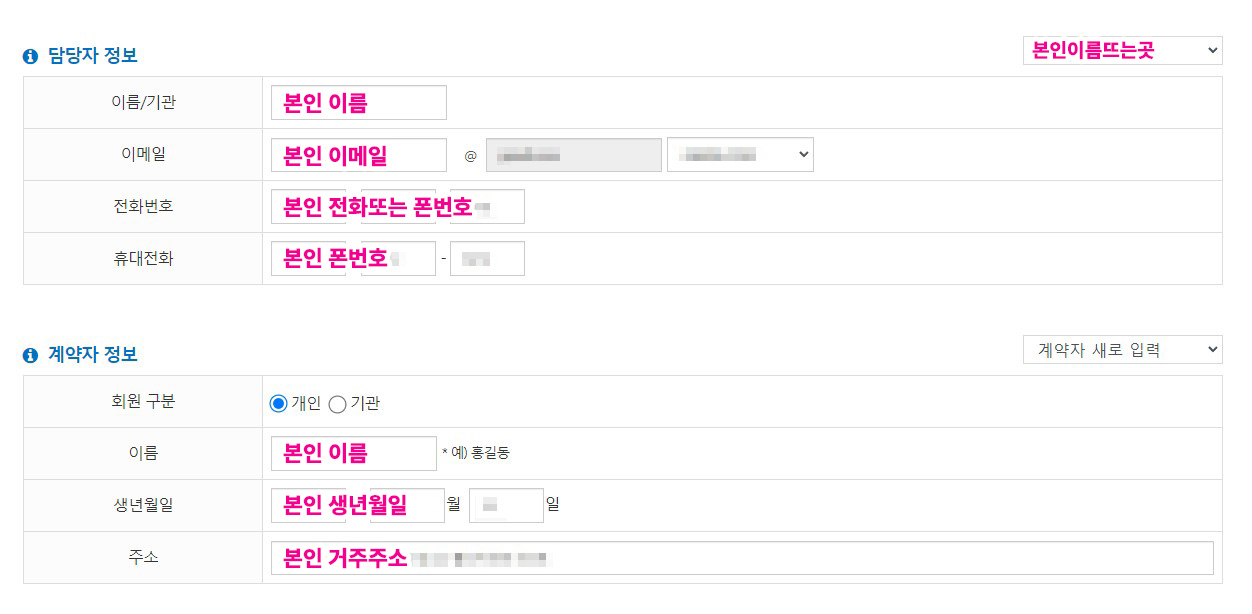 담당자 정보 본인이름뜨는곳
이름/기관 본인 이름
이메일 본인 이메일 @
전화번호 본인 전화또는 폰번호
휴대전화 본인 폰번호 -
계약자 정보 계약자 새로 입력
회원 구분 개인 기관
이름 본인 이름 * 예) 홍길동
생년월일 본인 생년월일 월 일
주소 본인 거주주소